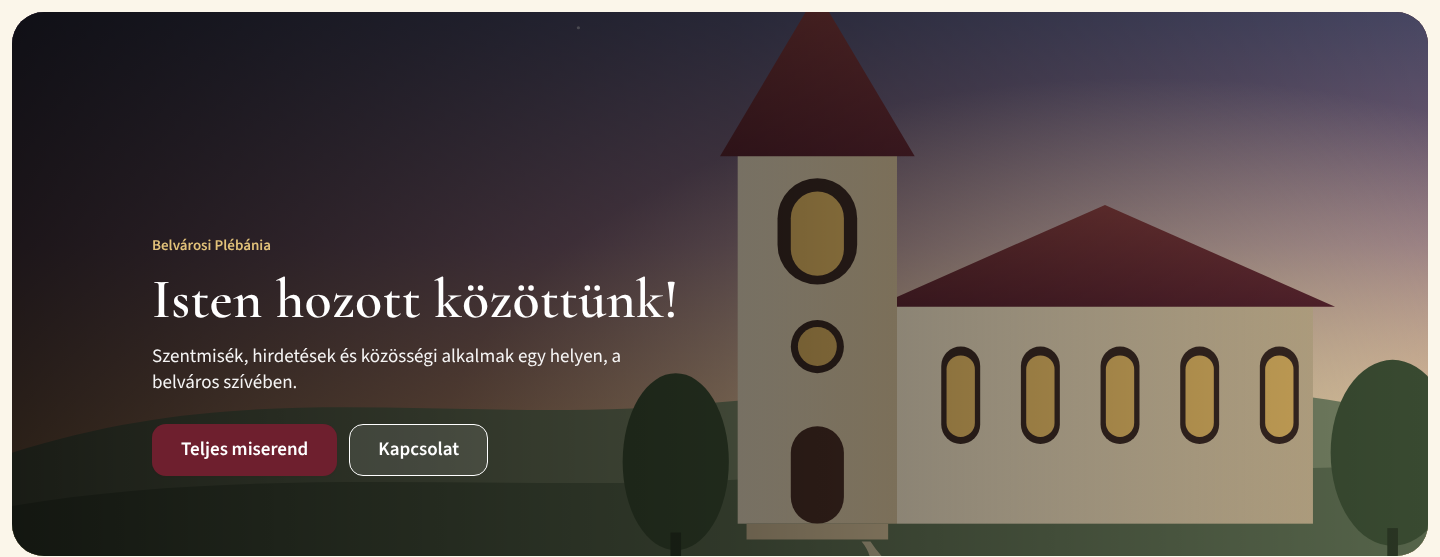 Belvárosi Plébánia
Isten hozott közöttünk!
Szentmisék, hirdetések és közösségi alkalmak egy helyen, a
belváros szívében.
Teljes miserend
Kapcsolat